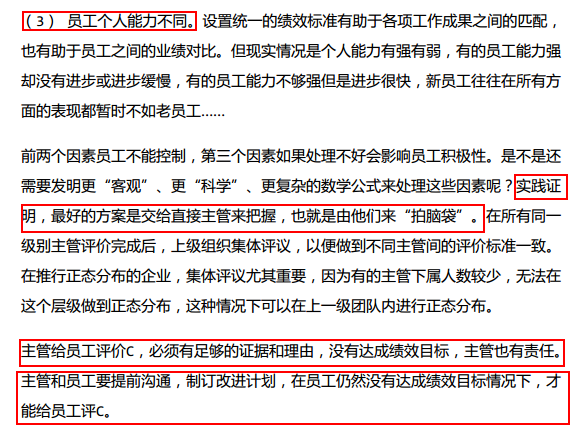 （3） 员工个人能力不同。设置统一的绩效标准有助于各项工作成果之间的匹配，
也有助于员工之间的业绩对比。但现实情况是个人能力有强有弱，有的员工能力强
却没有进步或进步缓慢，有的员工能力不够强但是进步很快，新员工往往在所有方
面的表现都暂时不如老员工……
前两个因素员工不能控制，第三个因素如果处理不好会影响员工积极性。是不是还
需要发明更“客观”、更“科学”、更复杂的数学公式来处理这些因素呢？实践证
明，最好的方案是交给直接主管来把握，也就是由他们来“拍脑袋”。在所有同一
级别主管评价完成后，上级组织集体评议，以便做到不同主管间的评价标准一致。
在推行正态分布的企业，集体评议尤其重要，因为有的主管下属人数较少，无法在
这个层级做到正态分布，这种情况下可以在上一级团队内进行正态分布。
主管给员工评价C，必须有足够的证据和理由，没有达成绩效目标，主管也有责任。
主管和员工要提前沟通，制订改进计划，在员工仍然没有达成绩效目标情况下，才
能给员工评C。